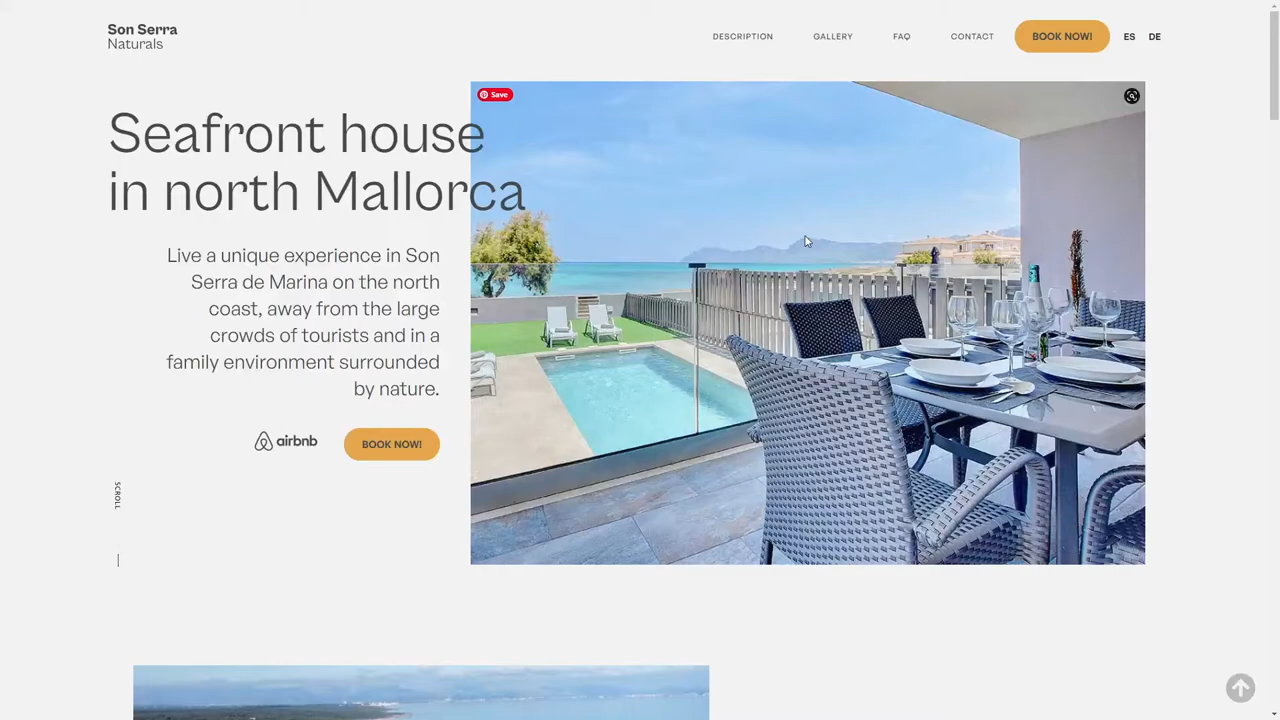 Son Serra
Naturals
DESCRIPTION
GALLERY
FAQ
CONTACT
BOOK NOW!
ES
DE
Save
Seafront house
in north Mallorca
Live a unique experience in Son
Serra de Marina on the north
coast, away from the large
crowds of tourists and in a
family environment surrounded
by nature.
airbnb
BOOK NOW!
SCROLL